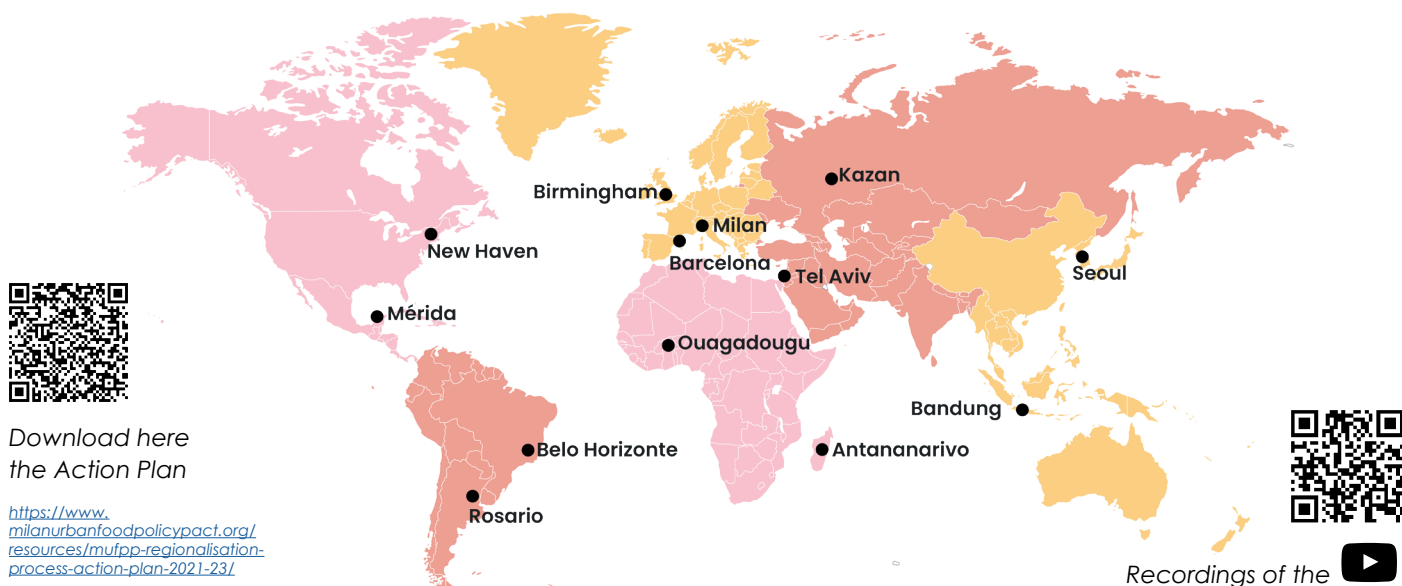 Kazan
Birmingham
Milan
New Haven
Barcelona
Seoul
Tel Aviv
Mérida
Ouagadougu
Bandung
Belo Horizonte
Antananarivo
Rosario
Download here
the Action Plan
https://www.
milanurbanfoodpolicypact.org/
resources/mufpp-regionalisation-
process-action-plan-2021-23/
Recordings of the